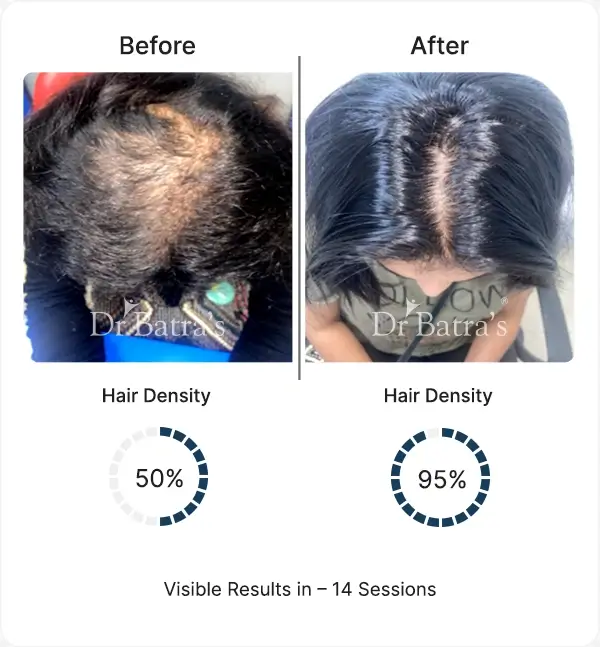 Before
After
Dr Batra's
Dr Batra's®
Hair Density
Hair Density
50%
95%
Visible Results in – 14 Sessions